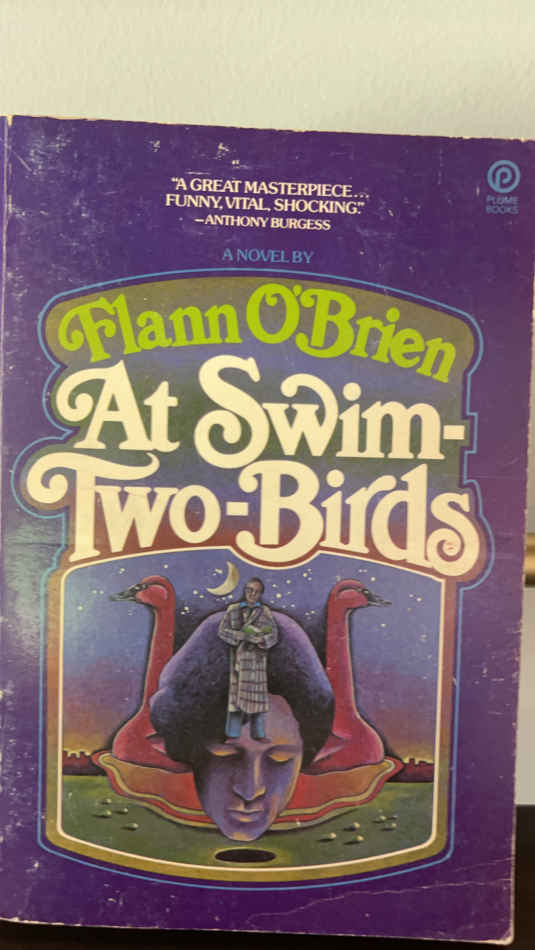 "A GREAT MASTERPIECE...
FUNNY, VITAL, SHOCKING."
—ANTHONY BURGESS
PLUME
BOOKS
A NOVEL BY
Flann O'Brien
At Swim-
Two-Birds